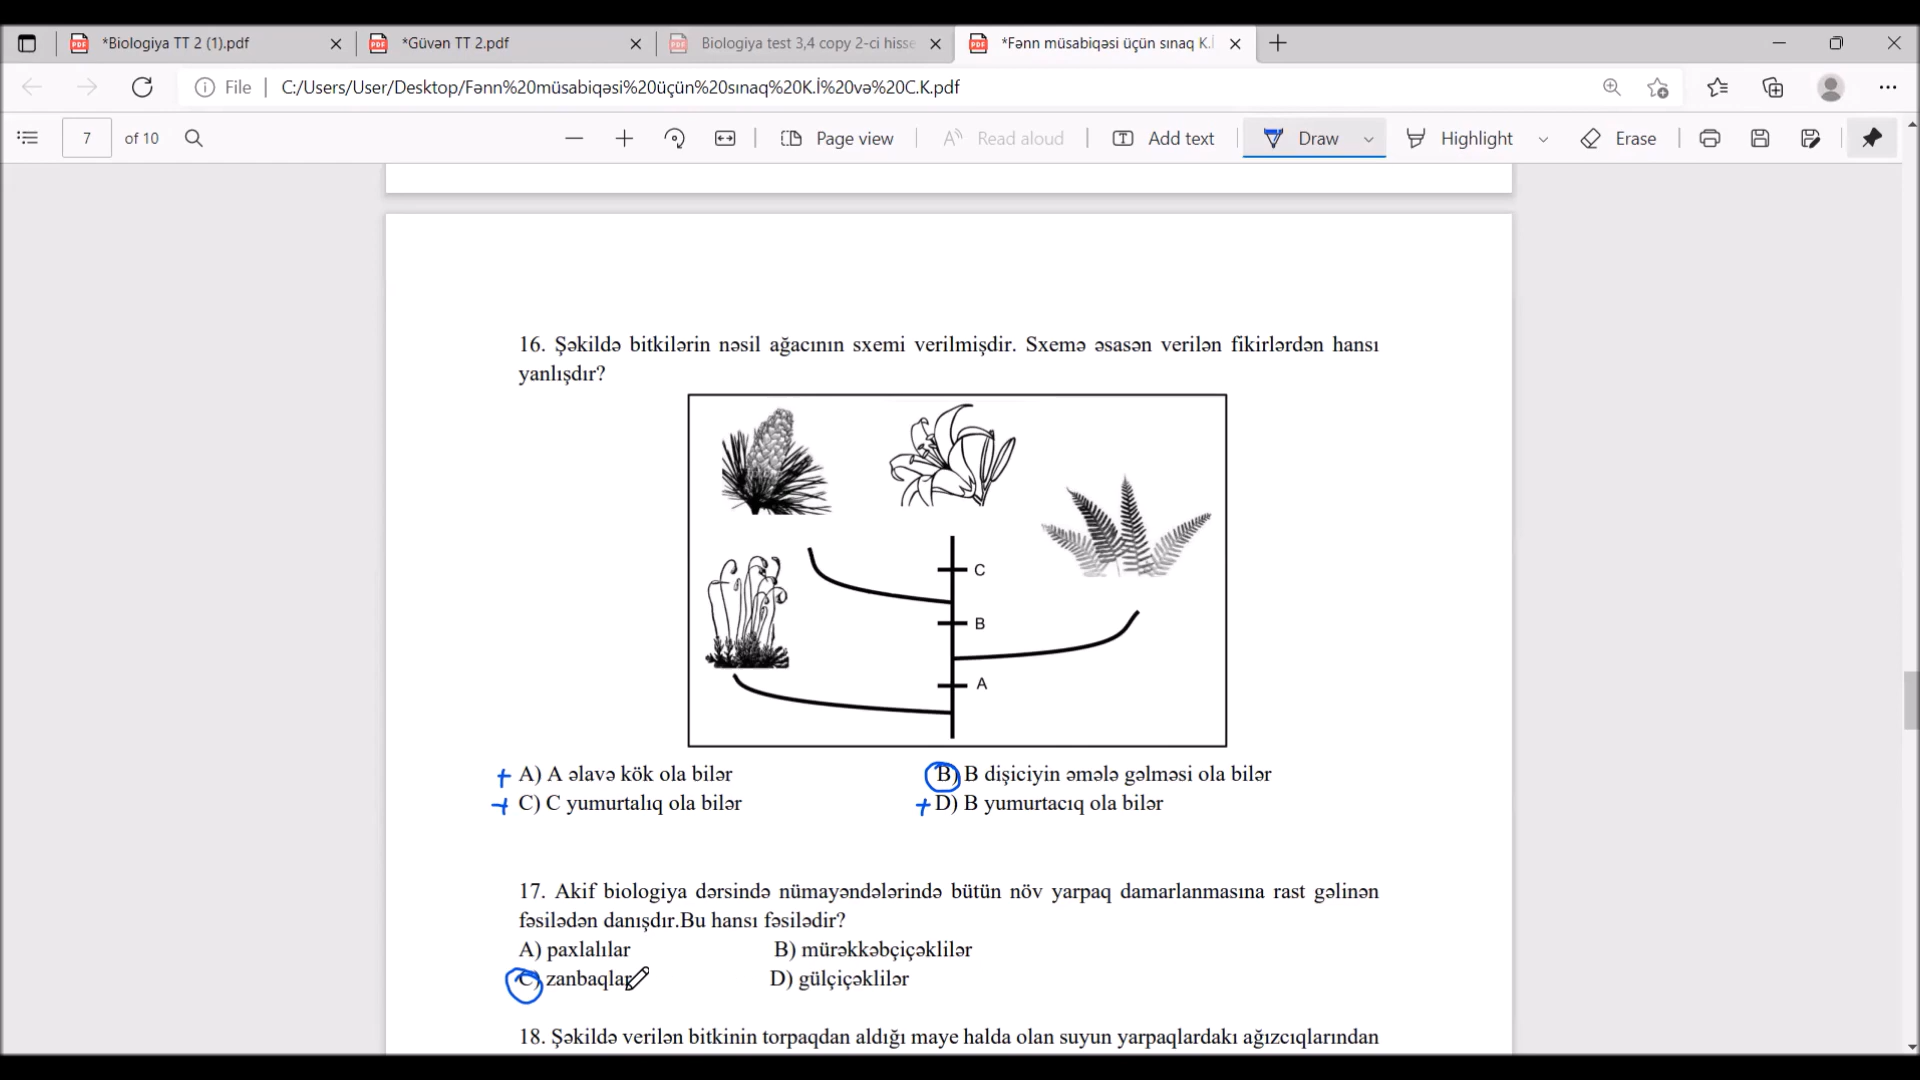 *Biologiya TT 2 (1).pdf
*Güvən TT 2.pdf
Biologiya test 3,4 copy 2-ci hissə
*Fənn müsabiqəsi üçün sınaq K.İ
File
C:/Users/User/Desktop/Fənn%20müsabiqəsi%20üçün%20sınaq%20K.İ%20və%20C.K.pdf
7 of 10
Page view
Read aloud
Add text
Draw
Highlight
Erase
16. Şəkildə bitkilərin nəsil ağacının sxemi verilmişdir. Sxemə əsasən verilən fikirlərdən hansı
yanlışdır?
C
B
A
+ A) A əlavə kök ola bilər
B) B dişiciyin əmələ gəlməsi ola bilər
+ C) C yumurtalıq ola bilər
+ D) B yumurtacıq ola bilər
17. Akif biologiya dərsində nümayəndələrində bütün növ yarpaq damarlanmasına rast gəlinən
fəsilədən danışdır.Bu hansı fəsilədir?
A) paxlalılar
B) mürəkkəbçiçəklilər
C) zanbaqlar
D) gülçiçəklilər
18. Şəkildə verilən bitkinin torpaqdan aldığı maye halda olan suyun yarpaqlardakı ağızcıqlarından